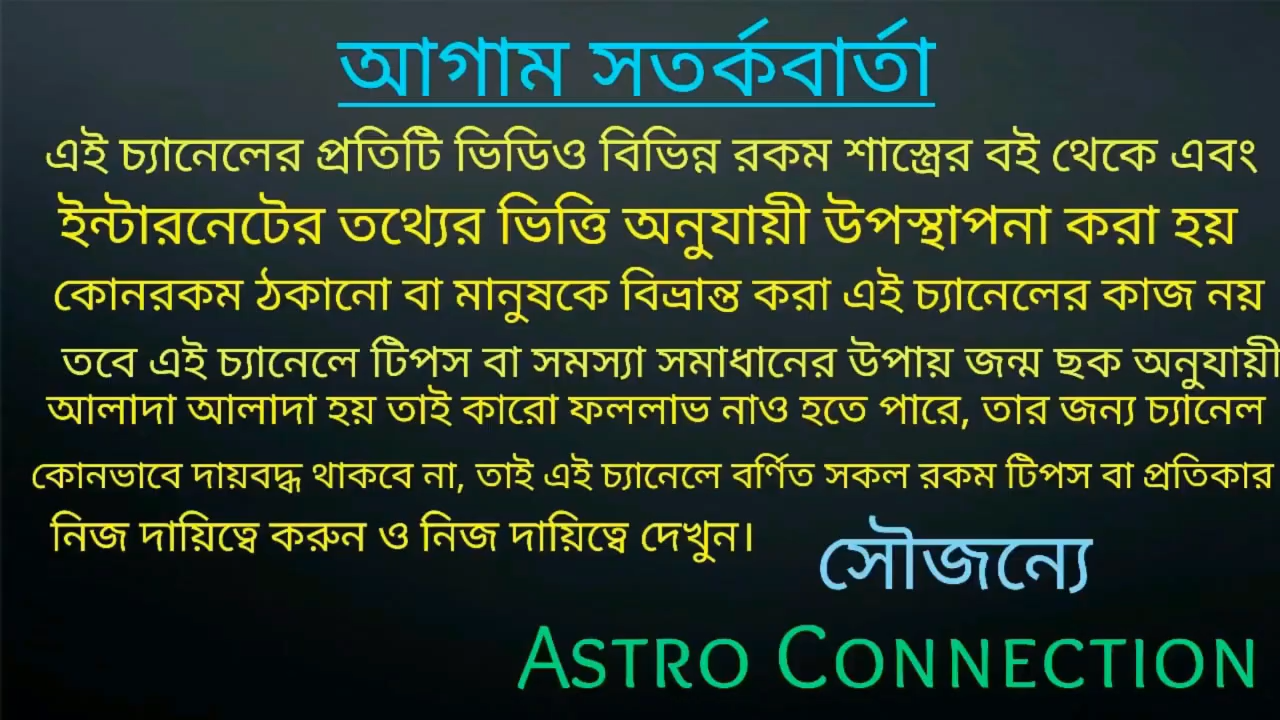 আগাম সতর্কবার্তা
এই চ্যানেলের প্রতিটি ভিডিও বিভিন্ন রকম শাস্ত্রের বই থেকে এবং
ইন্টারনেটের তথ্যের ভিত্তি অনুযায়ী উপস্থাপনা করা হয়
কোনরকম ঠকানো বা মানুষকে বিভ্রান্ত করা এই চ্যানেলের কাজ নয়
তবে এই চ্যানেলে টিপস বা সমস্যা সমাধানের উপায় জন্ম ছক অনুযায়ী
আলাদা আলাদা হয় তাই কারো ফললাভ নাও হতে পারে, তার জন্য চ্যানেল
কোনভাবে দায়বদ্ধ থাকবে না, তাই এই চ্যানেলে বর্ণিত সকল রকম টিপস বা প্রতিকার
নিজ দায়িত্বে করুন ও নিজ দায়িত্বে দেখুন।
সৌজন্যে
ASTRO CONNECTION